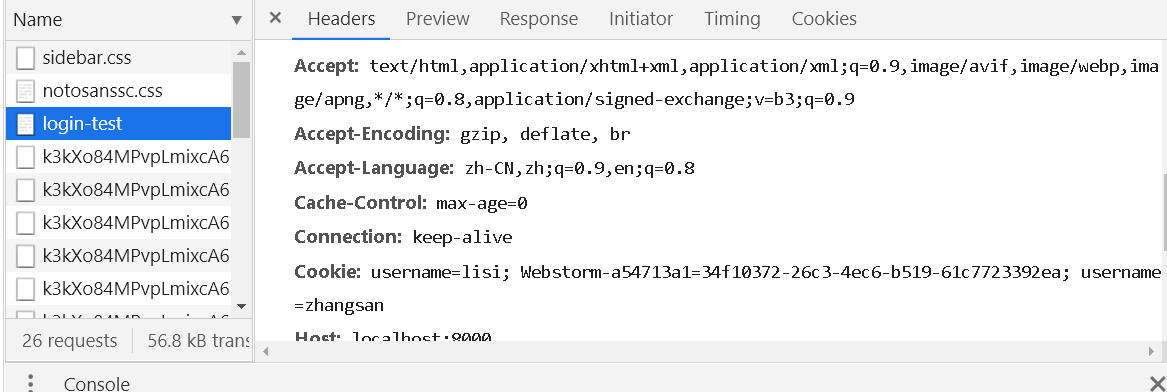 Name
Headers Preview Response Initiator Timing Cookies
sidebar.css
notosanssc.css
login-test
k3kXo84MPvpLmixcA6
k3kXo84MPvpLmixcA6
k3kXo84MPvpLmixcA6
k3kXo84MPvpLmixcA6
k3kXo84MPvpLmixcA6
26 requests 56.8 kB trans
Accept: text/html,application/xhtml+xml,application/xml;q=0.9,image/avif,image/webp,ima
ge/apng,*/*;q=0.8,application/signed-exchange;v=b3;q=0.9
Accept-Encoding: gzip, deflate, br
Accept-Language: zh-CN,zh;q=0.9,en;q=0.8
Cache-Control: max-age=0
Connection: keep-alive
Cookie: username=lisi; Webstorm-a54713a1=34f10372-26c3-4ec6-b519-61c7723392ea; username
=zhangsan
Host: localhost:8000
Console